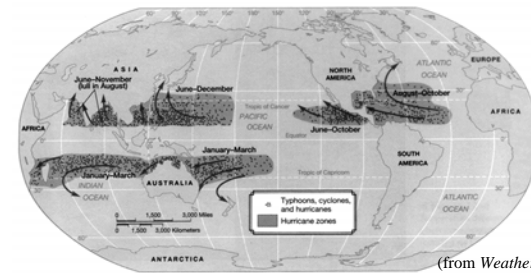 ASIA
June–November
(lull in August)
June–December
NORTH
AMERICA
ATLANTIC
OCEAN
EUROPE
August–October
Tropic of Cancer
PACIFIC
OCEAN
AFRICA
AFRICA
Equator
June–October
January–March
SOUTH
AMERICA
January–March
Tropic of Capricorn
INDIAN
OCEAN
AUSTRALIA
ATLANTIC
OCEAN
Typhoons, cyclones,
and hurricanes
Hurricane zones
0 1,500 3,000 Miles
0 1,500 3,000 Kilometers
ANTARCTICA
(from Weathe